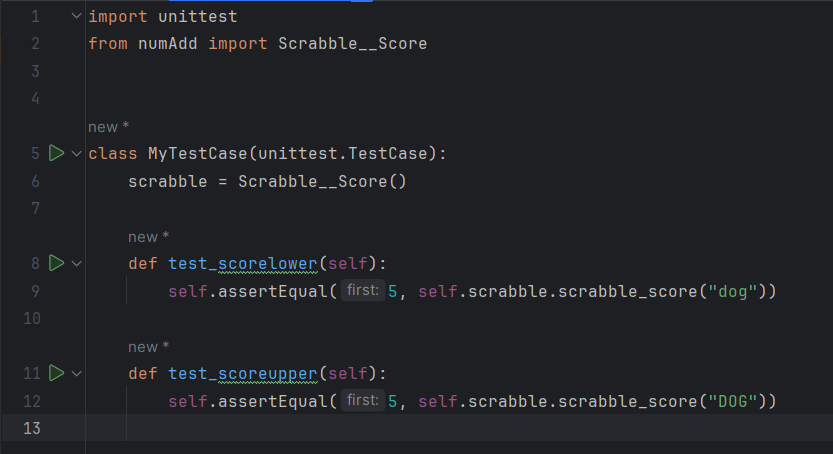 1 import unittest
2 from numAdd import Scrabble__Score
3
4
new *
5 class MyTestCase(unittest.TestCase):
6 scrabble = Scrabble__Score()
7
new *
8 def test_scorelower(self):
9 self.assertEqual( first: 5, self.scrabble.scrabble_score("dog"))
10
new *
11 def test_scoreupper(self):
12 self.assertEqual( first: 5, self.scrabble.scrabble_score("DOG"))
13